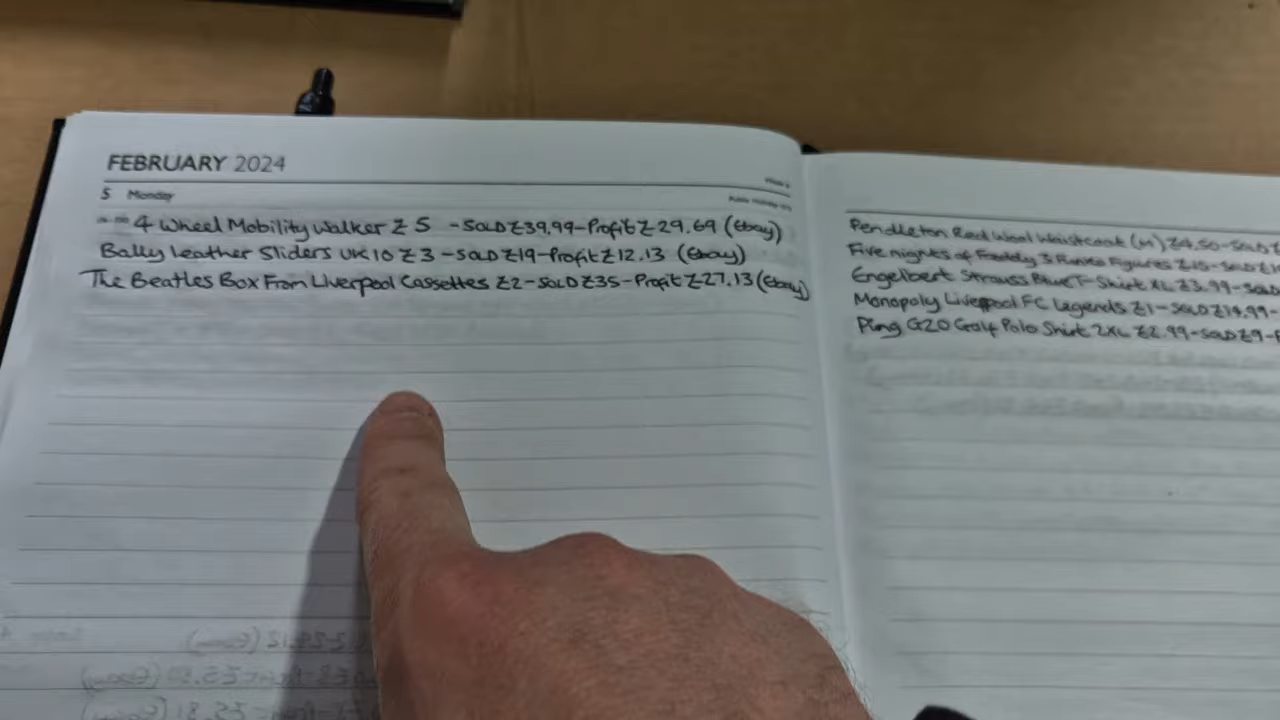 FEBRUARY 2024
5 Monday
4 Wheel Mobility Walker £5 -SOLD £39.99-Profit £29.69 (Ebay)
Bally Leather Sliders UK 10 £3 -SOLD £19-Profit £12.13 (Ebay)
The Beatles Box From Liverpool Cassettes £2-SOLD £35-Profit £27.13 (Ebay)
Pendleton Red Wool Waistcoat (M) £4.50-SOLD
Five nights of Freddy 3 Funko Figures £15-SOLD
Engelbert Strauss T-Shirt XL £3.99-SOLD
Monopoly Liverpool FC Legends £1-SOLD £14.99-
Ping G20 Golf Polo Shirt 2XL £2.99-SOLD £9-